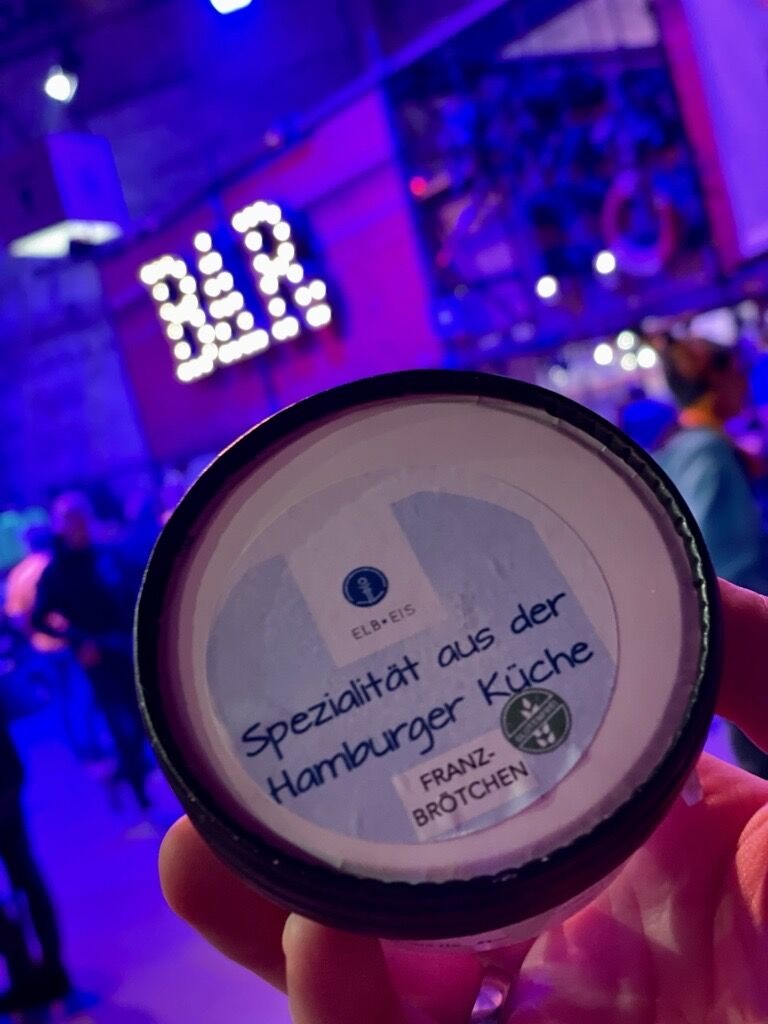 BAR
ELB•EIS
Spezialität aus der
Hamburger Küche
FRANZ-
BRÖTCHEN